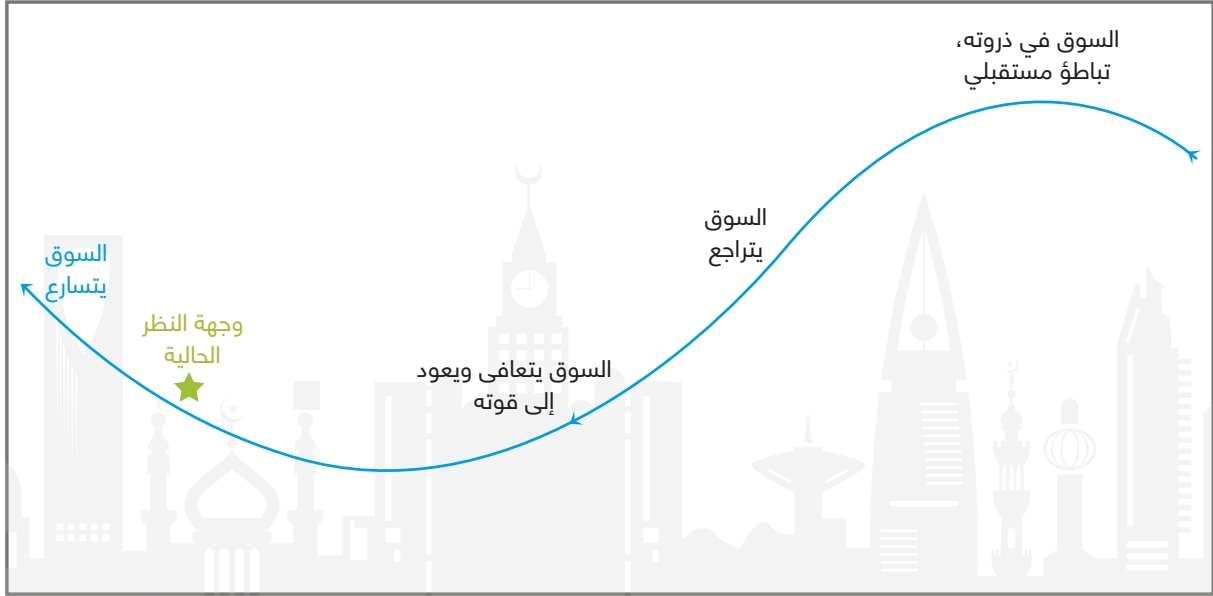 السوق في ذروته،
تباطؤ مستقبلي
السوق
يتراجع
السوق يتعافى ويعود
إلى قوته
وجهة النظر
الحالية
السوق
يتسارع